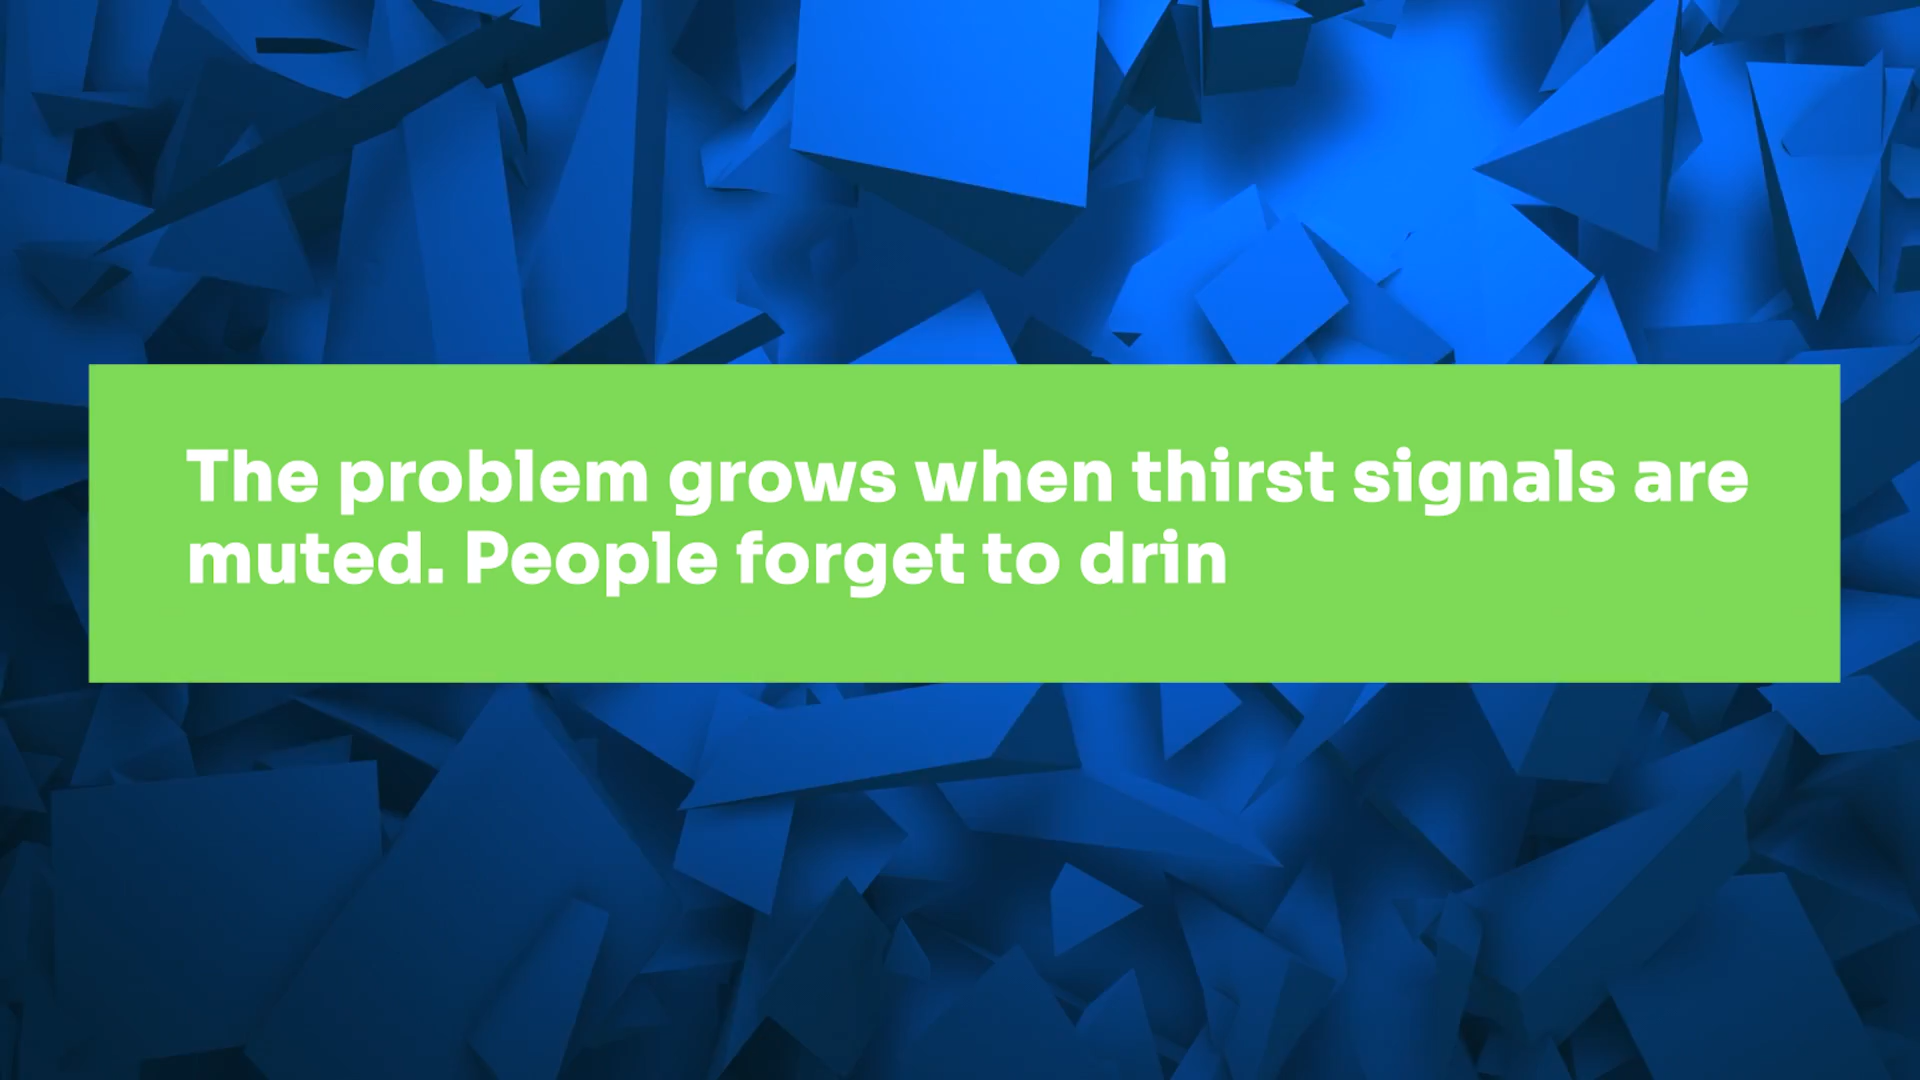 The problem grows when thirst signals are
muted. People forget to drin